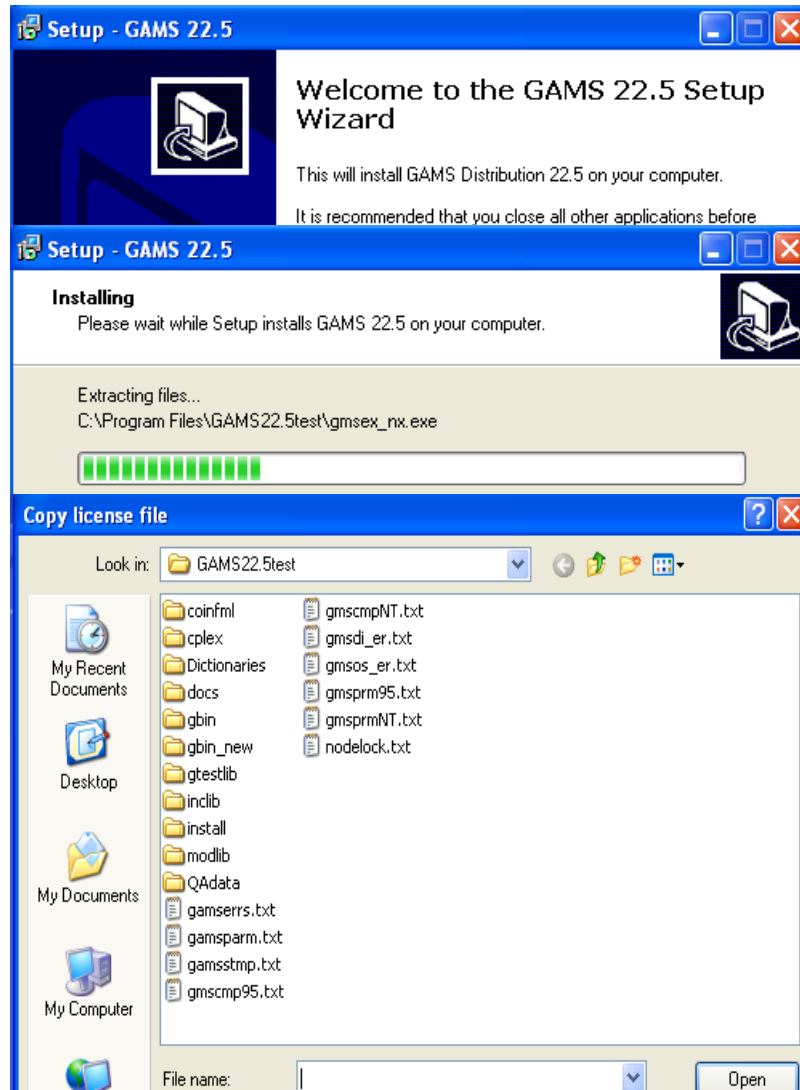 Setup - GAMS 22.5
Welcome to the GAMS 22.5 Setup
Wizard
This will install GAMS Distribution 22.5 on your computer.
It is recommended that you close all other applications before
Setup - GAMS 22.5
Installing
Please wait while Setup installs GAMS 22.5 on your computer.
Extracting files...
C:\Program Files\GAMS22.5test\gmsex_nx.exe
Copy license file
Look in: GAMS22.5test
My Recent
Documents
Desktop
My Documents
My Computer
coinfml
cplex
Dictionaries
docs
gbin
gbin_new
gtestlib
inclib
install
modlib
QAdata
gamserrs.txt
gamsparm.txt
gamsstmp.txt
gmscmp95.txt
gmscmpNT.txt
gmsdi_er.txt
gmsos_er.txt
gmsprm95.txt
gmsprmNT.txt
nodelock.txt
File name:
Open